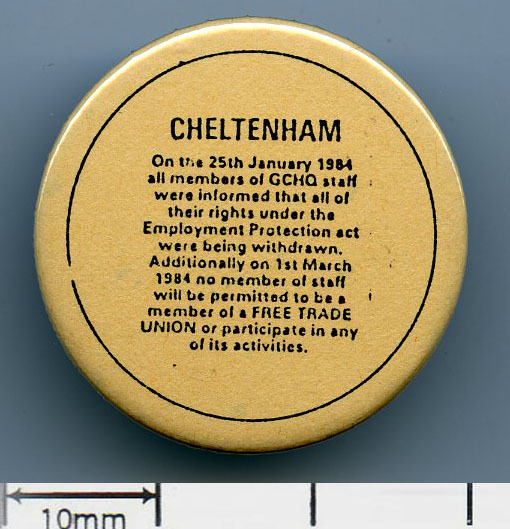 CHELTENHAM
On the 25th January 1984
all members of GCHQ staff
were informed that all of
their rights under the
Employment Protection act
were being withdrawn.
Additionally on 1st March
1984 no member of staff
will be permitted to be a
member of a FREE TRADE
UNION or participate in any
of its activities.
10mm